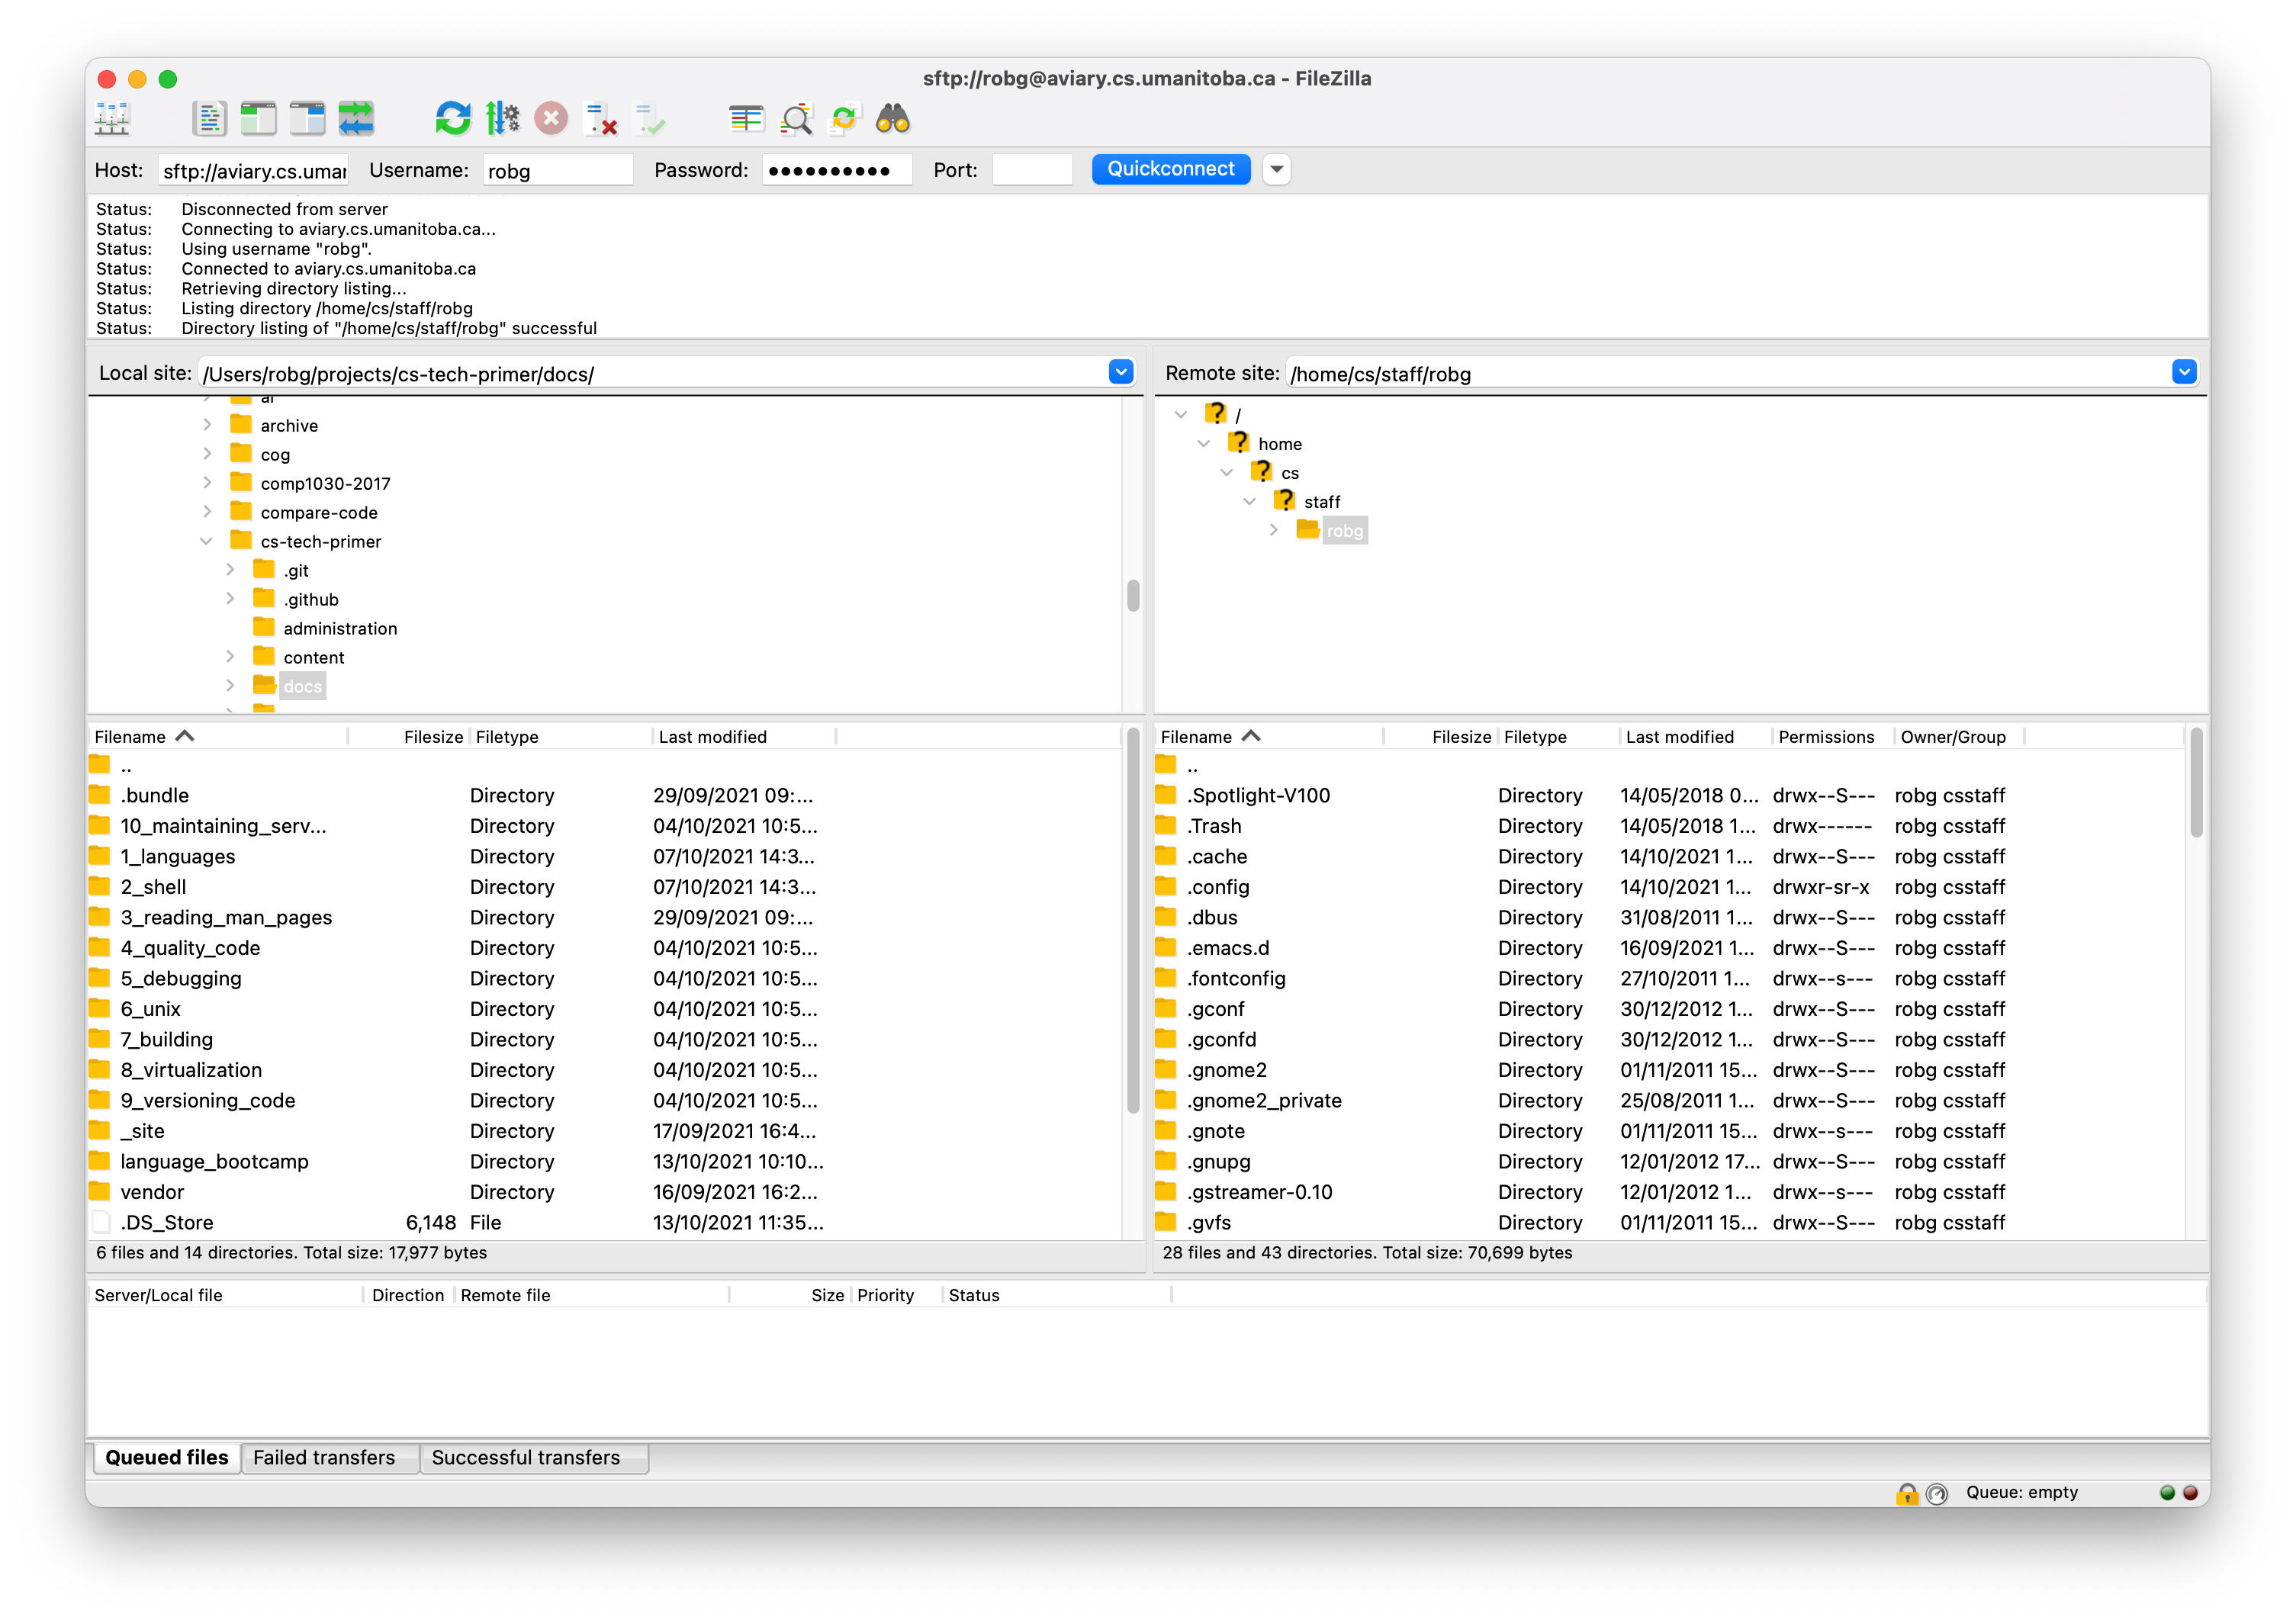 sftp://robg@aviary.cs.umanitoba.ca - FileZilla
Host: sftp://aviary.cs.umar Username: robg Password: ●●●●●●●●●● Port: Quickconnect
Status: Disconnected from server
Status: Connecting to aviary.cs.umanitoba.ca...
Status: Using username "robg".
Status: Connected to aviary.cs.umanitoba.ca
Status: Retrieving directory listing...
Status: Listing directory /home/cs/staff/robg
Status: Directory listing of "/home/cs/staff/robg" successful
Local site: /Users/robg/projects/cs-tech-primer/docs/
archive
cog
comp1030-2017
compare-code
cs-tech-primer
.git
.github
administration
content
docs
Remote site: /home/cs/staff/robg
/
home
cs
staff
robg
Filename Filesize Filetype Last modified
..
.bundle Directory 29/09/2021 09:...
10_maintaining_serv... Directory 04/10/2021 10:5...
1_languages Directory 07/10/2021 14:3...
2_shell Directory 07/10/2021 14:3...
3_reading_man_pages Directory 29/09/2021 09:...
4_quality_code Directory 04/10/2021 10:5...
5_debugging Directory 04/10/2021 10:5...
6_unix Directory 04/10/2021 10:5...
7_building Directory 04/10/2021 10:5...
8_virtualization Directory 04/10/2021 10:5...
9_versioning_code Directory 04/10/2021 10:5...
_site Directory 17/09/2021 16:4...
language_bootcamp Directory 13/10/2021 10:10...
vendor Directory 16/09/2021 16:2...
.DS_Store 6,148 File 13/10/2021 11:35...
6 files and 14 directories. Total size: 17,977 bytes
Filename Filesize Filetype Last modified Permissions Owner/Group
..
.Spotlight-V100 Directory 14/05/2018 0... drwx--S--- robg csstaff
.Trash Directory 14/05/2018 1... drwx------ robg csstaff
.cache Directory 14/10/2021 1... drwx--S--- robg csstaff
.config Directory 14/10/2021 1... drwxr-sr-x robg csstaff
.dbus Directory 31/08/2011 1... drwx--S--- robg csstaff
.emacs.d Directory 16/09/2021 1... drwx--S--- robg csstaff
.fontconfig Directory 27/10/2011 1... drwx--s--- robg csstaff
.gconf Directory 30/12/2012 1... drwx--S--- robg csstaff
.gconfd Directory 30/12/2012 1... drwx--S--- robg csstaff
.gnome2 Directory 01/11/2011 15... drwx--S--- robg csstaff
.gnome2_private Directory 25/08/2011 1... drwx--S--- robg csstaff
.gnote Directory 01/11/2011 15... drwx--s--- robg csstaff
.gnupg Directory 12/01/2012 17... drwx--S--- robg csstaff
.gstreamer-0.10 Directory 12/01/2012 1... drwx--s--- robg csstaff
.gvfs Directory 01/11/2011 15... drwx--S--- robg csstaff
28 files and 43 directories. Total size: 70,699 bytes
Server/Local file Direction Remote file Size Priority Status
Queued files Failed transfers Successful transfers
Queue: empty